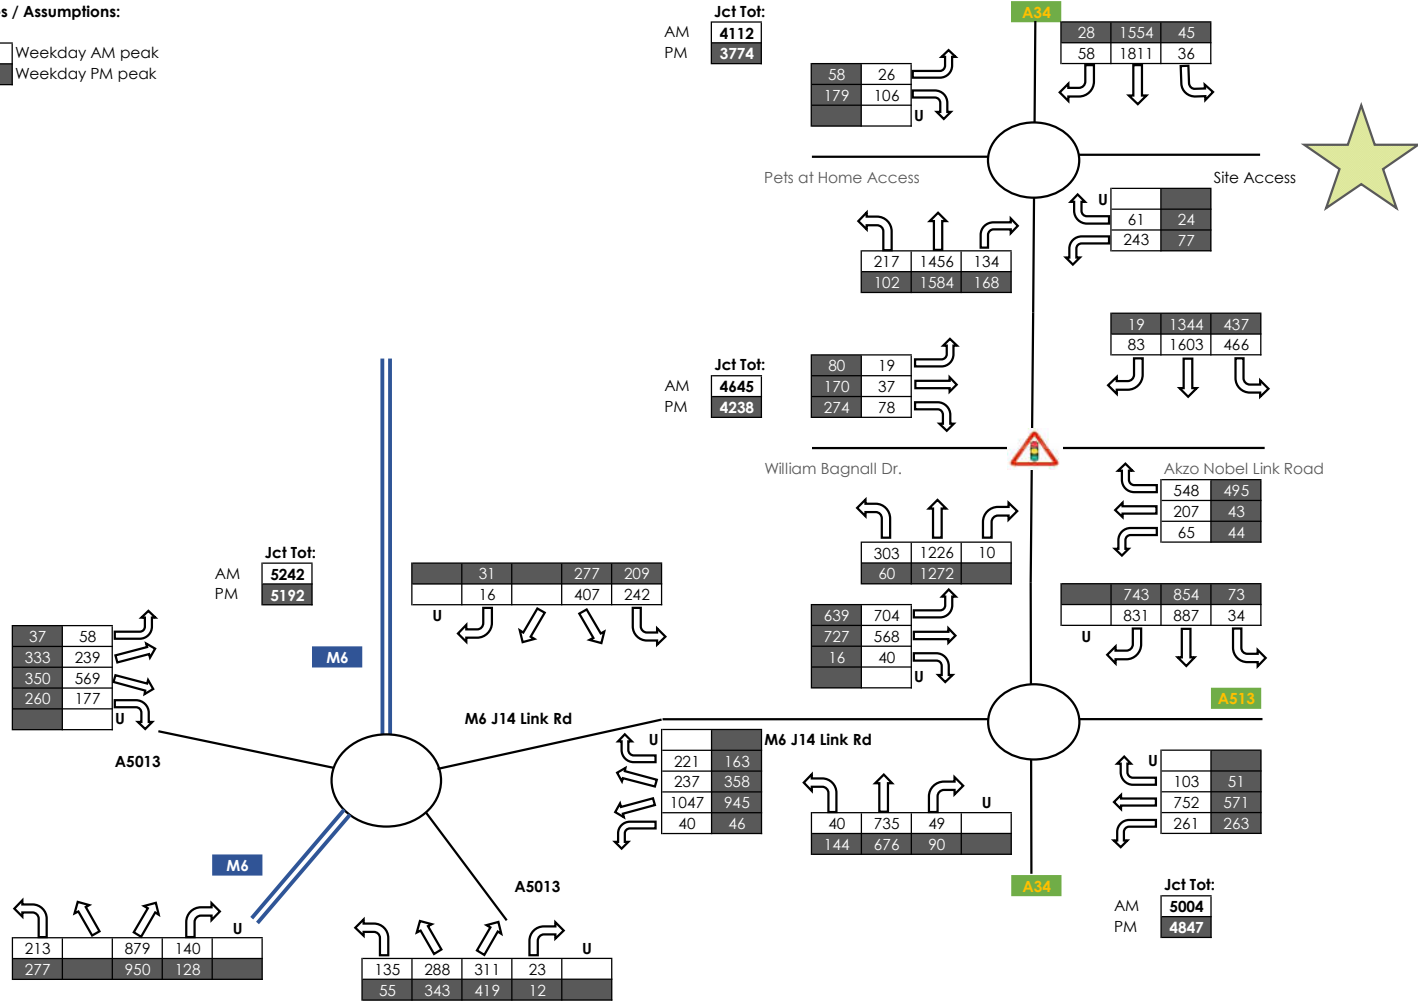 s / Assumptions:
Weekday AM peak
Weekday PM peak
Jct Tot:
AM 4112
PM 3774
A34
28 1554 45
58 1811 36
58 26
179 106
U
Pets at Home Access
Site Access
U
61 24
243 77
217 1456 134
102 1584 168
19 1344 437
83 1603 466
Jct Tot:
AM 4645
PM 4238
80 19
170 37
274 78
William Bagnall Dr.
Akzo Nobel Link Road
548 495
207 43
65 44
303 1226 10
60 1272
Jct Tot:
AM 5242
PM 5192
31 277 209
16 407 242
U
639 704
727 568
16 40
U
743 854 73
831 887 34
U
37 58
333 239
350 569
260 177
U
M6
A5013
M6 J14 Link Rd
A513
U
M6 J14 Link Rd
221 163
237 358
1047 945
40 46
U
40 735 49
144 676 90
U
103 51
752 571
261 263
M6
A5013
A34
Jct Tot:
AM 5004
PM 4847
U
213 879 140
277 950 128
U
135 288 311 23
55 343 419 12